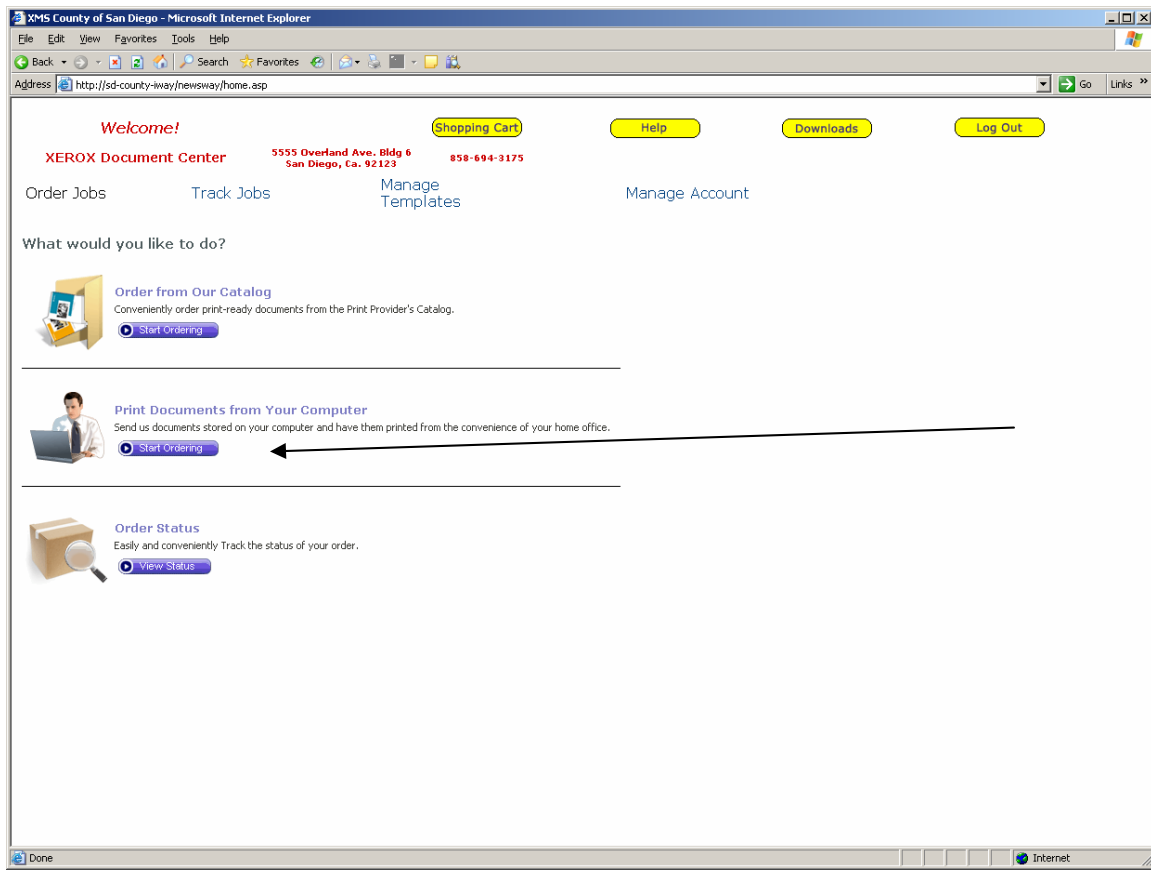 XMS County of San Diego - Microsoft Internet Explorer
File Edit View Favorites Tools Help
Back Search Favorites
Address http://sd-county-iway/newsway/home.asp Go Links »
Welcome! Shopping Cart Help Downloads Log Out
XEROX Document Center 5555 Overland Ave. Bldg 6 858-694-3175
San Diego, Ca. 92123
Order Jobs Track Jobs Manage Manage Account
Templates
What would you like to do?
Order from Our Catalog
Conveniently order print-ready documents from the Print Provider's Catalog.
Start Ordering
Print Documents from Your Computer
Send us documents stored on your computer and have them printed from the convenience of your home office.
Start Ordering
Order Status
Easily and conveniently Track the status of your order.
View Status
Done Internet